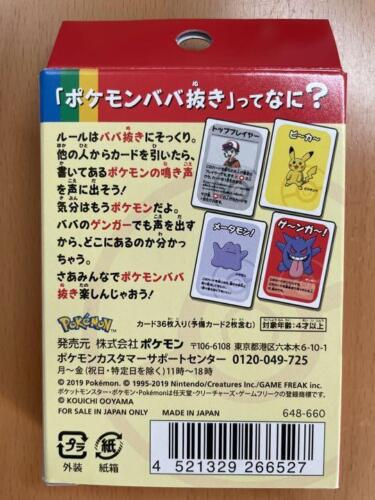 「ポケモンババ抜き」ってなに？
ルールはババ抜きにそっくり。
他の人からカードを引いたら、
書いてあるポケモンの鳴き声
を声に出そう！
気分はもうポケモンだよ。
ババのゲンガーでも声を出す
から、どこにあるのか分かっ
ちゃう。
さあみんなでポケモンババ
抜き楽しんじゃおう！
トッププレイヤー
ピ〜カ〜
メ〜タモン！
ゲ〜ンガ〜！
POKÉMON
カード36枚入り(予備カード2枚含む)
対象年齢:4才以上
発売元 株式会社ポケモン 〒106-6108 東京都港区六本木6-10-1
ポケモンカスタマーサポートセンター 0120-049-725
月〜金(祝日・特定日を除く)11時〜18時
© 2019 Pokémon. © 1995-2019 Nintendo/Creatures Inc./GAME FREAK inc.
ポケットモンスター・ポケモン・Pokémonは任天堂・クリーチャーズ・ゲームフリークの登録商標です。
© KOUICHI OOYAMA
FOR SALE IN JAPAN ONLY
MADE IN JAPAN
648-660
プラ
外装
紙
紙箱
4 521329 266527